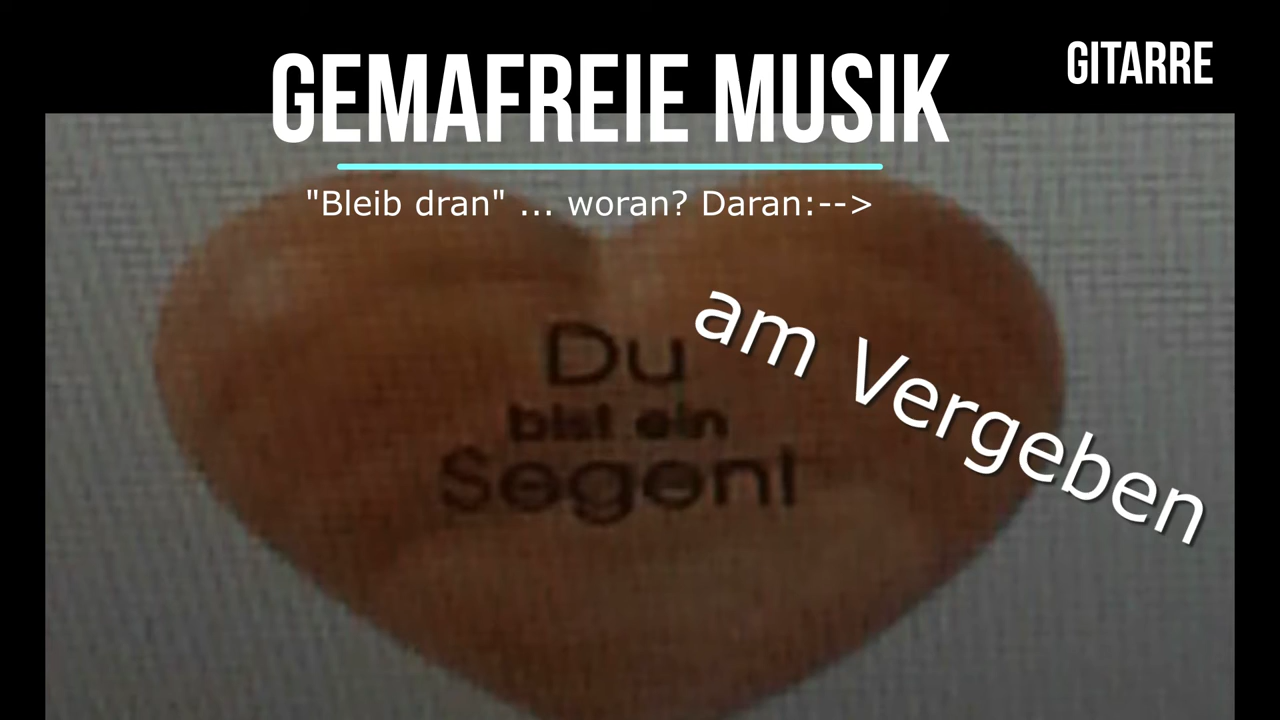 GEMAFREIE MUSIK
GITARRE
"Bleib dran" ... woran? Daran:-->
am Vergeben
Du
bist ein
Segen!